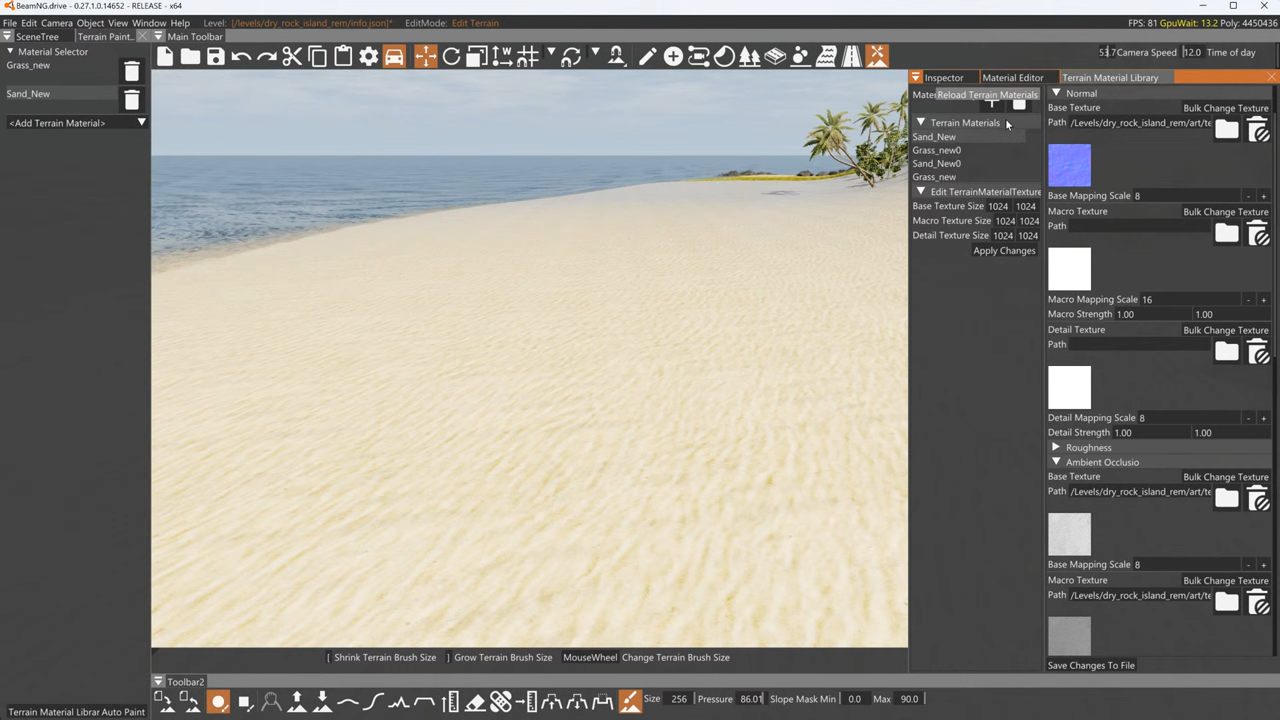 BeamNG.drive - 0.27.1.0.14652 - RELEASE - x64
File Edit Camera Object View Window Help Level: [/levels/dry_rock_island_rem/info.json]* EditMode: Edit Terrain FPS: 81 GpuWait: 13.2 Poly: 4450436
SceneTree Terrain Paint.. Main Toolbar
Material Selector
Grass_new
Sand_New
<Add Terrain Material>
53.7 Camera Speed 12.0 Time of day
Inspector Material Editor Terrain Material Library
Mate Reload Terrain Materials
Terrain Materials
Sand_New
Grass_new0
Sand_New0
Grass_new
Edit TerrainMaterialTexture
Base Texture Size 1024 1024
Macro Texture Size 1024 1024
Detail Texture Size 1024 1024
Apply Changes
Normal
Base Texture Bulk Change Texture
Path /Levels/dry_rock_island_rem/art/te
Base Mapping Scale 8 - +
Macro Texture Bulk Change Texture
Path
Macro Mapping Scale 16 - +
Macro Strength 1.00 1.00
Detail Texture Bulk Change Texture
Path
Detail Mapping Scale 8 - +
Detail Strength 1.00 1.00
Roughness
Ambient Occlusio
Base Texture Bulk Change Texture
Path /Levels/dry_rock_island_rem/art/te
Base Mapping Scale 8 - +
Macro Texture Bulk Change Texture
Path /Levels/dry_rock_island_rem/art/te
Save Changes To File
[ Shrink Terrain Brush Size ] Grow Terrain Brush Size MouseWheel Change Terrain Brush Size
Toolbar2
Size 256 Pressure 86.01 Slope Mask Min 0.0 Max 90.0
Terrain Material Librar Auto Paint